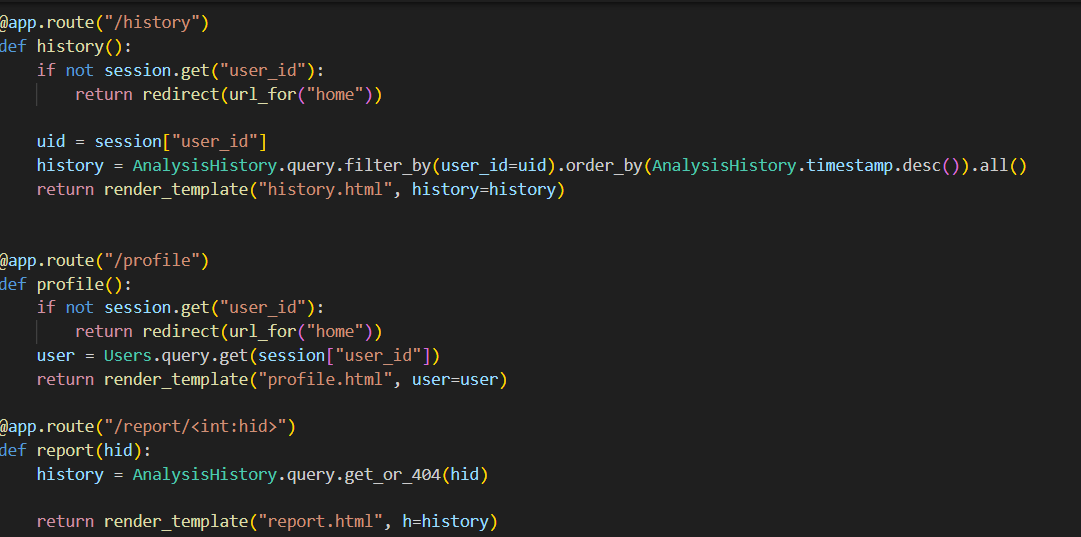 @app.route("/history")
def history():
    if not session.get("user_id"):
        return redirect(url_for("home"))
    uid = session["user_id"]
    history = AnalysisHistory.query.filter_by(user_id=uid).order_by(AnalysisHistory.timestamp.desc()).all()
    return render_template("history.html", history=history)
@app.route("/profile")
def profile():
    if not session.get("user_id"):
        return redirect(url_for("home"))
    user = Users.query.get(session["user_id"])
    return render_template("profile.html", user=user)
@app.route("/report/<int:hid>")
def report(hid):
    history = AnalysisHistory.query.get_or_404(hid)
    return render_template("report.html", h=history)